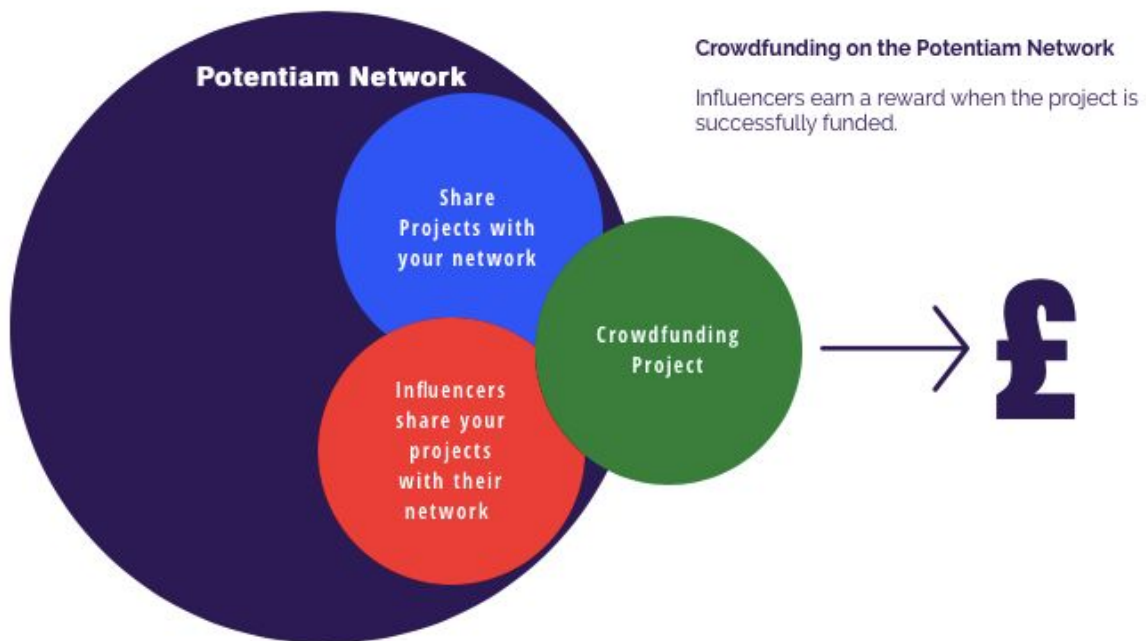 Potentiam Network
Share
Projects with
your network
Influencers
share your
projects
with their
network
Crowdfunding
Project
Crowdfunding on the Potentiam Network
Influencers earn a reward when the project is
successfully funded.
£